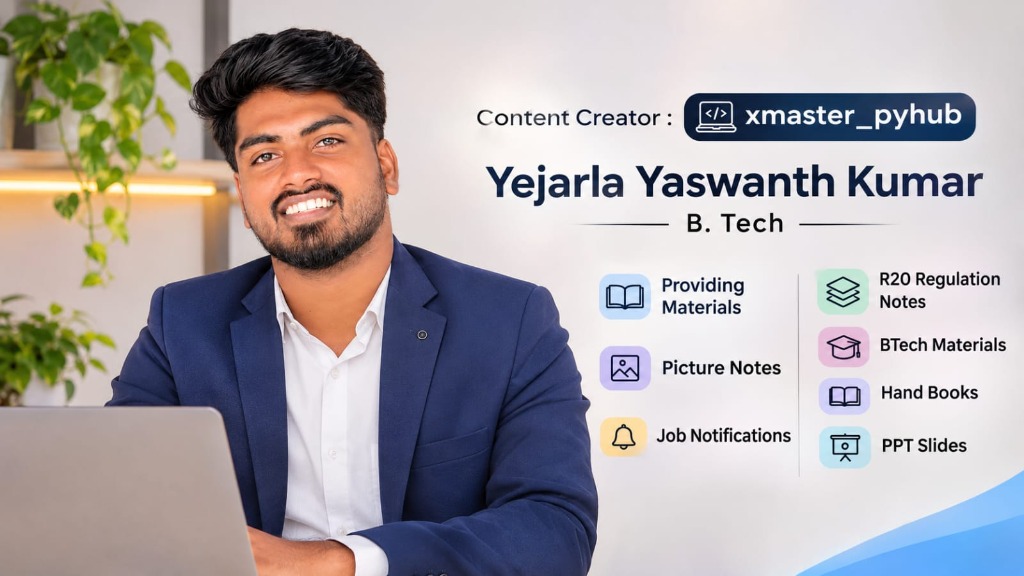 Content Creator : xmaster_pyhub
Yejarla Yaswanth Kumar
B. Tech
Providing
Materials
Picture Notes
Job Notifications
R20 Regulation
Notes
BTech Materials
Hand Books
PPT Slides